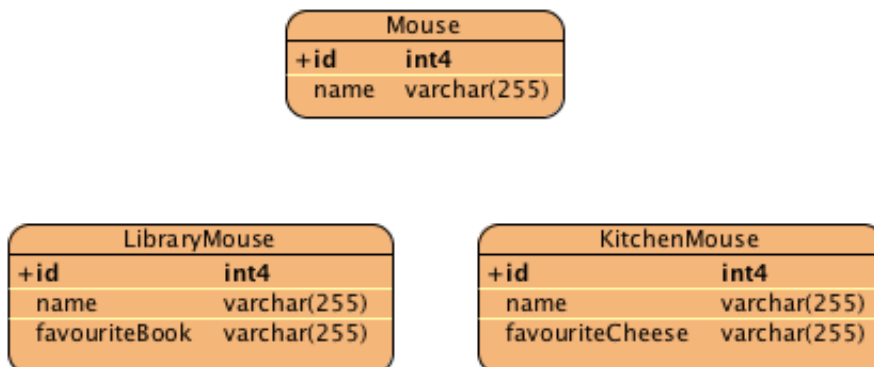 Mouse
+id int4
name varchar(255)
LibraryMouse
+id int4
name varchar(255)
favouriteBook varchar(255)
KitchenMouse
+id int4
name varchar(255)
favouriteCheese varchar(255)